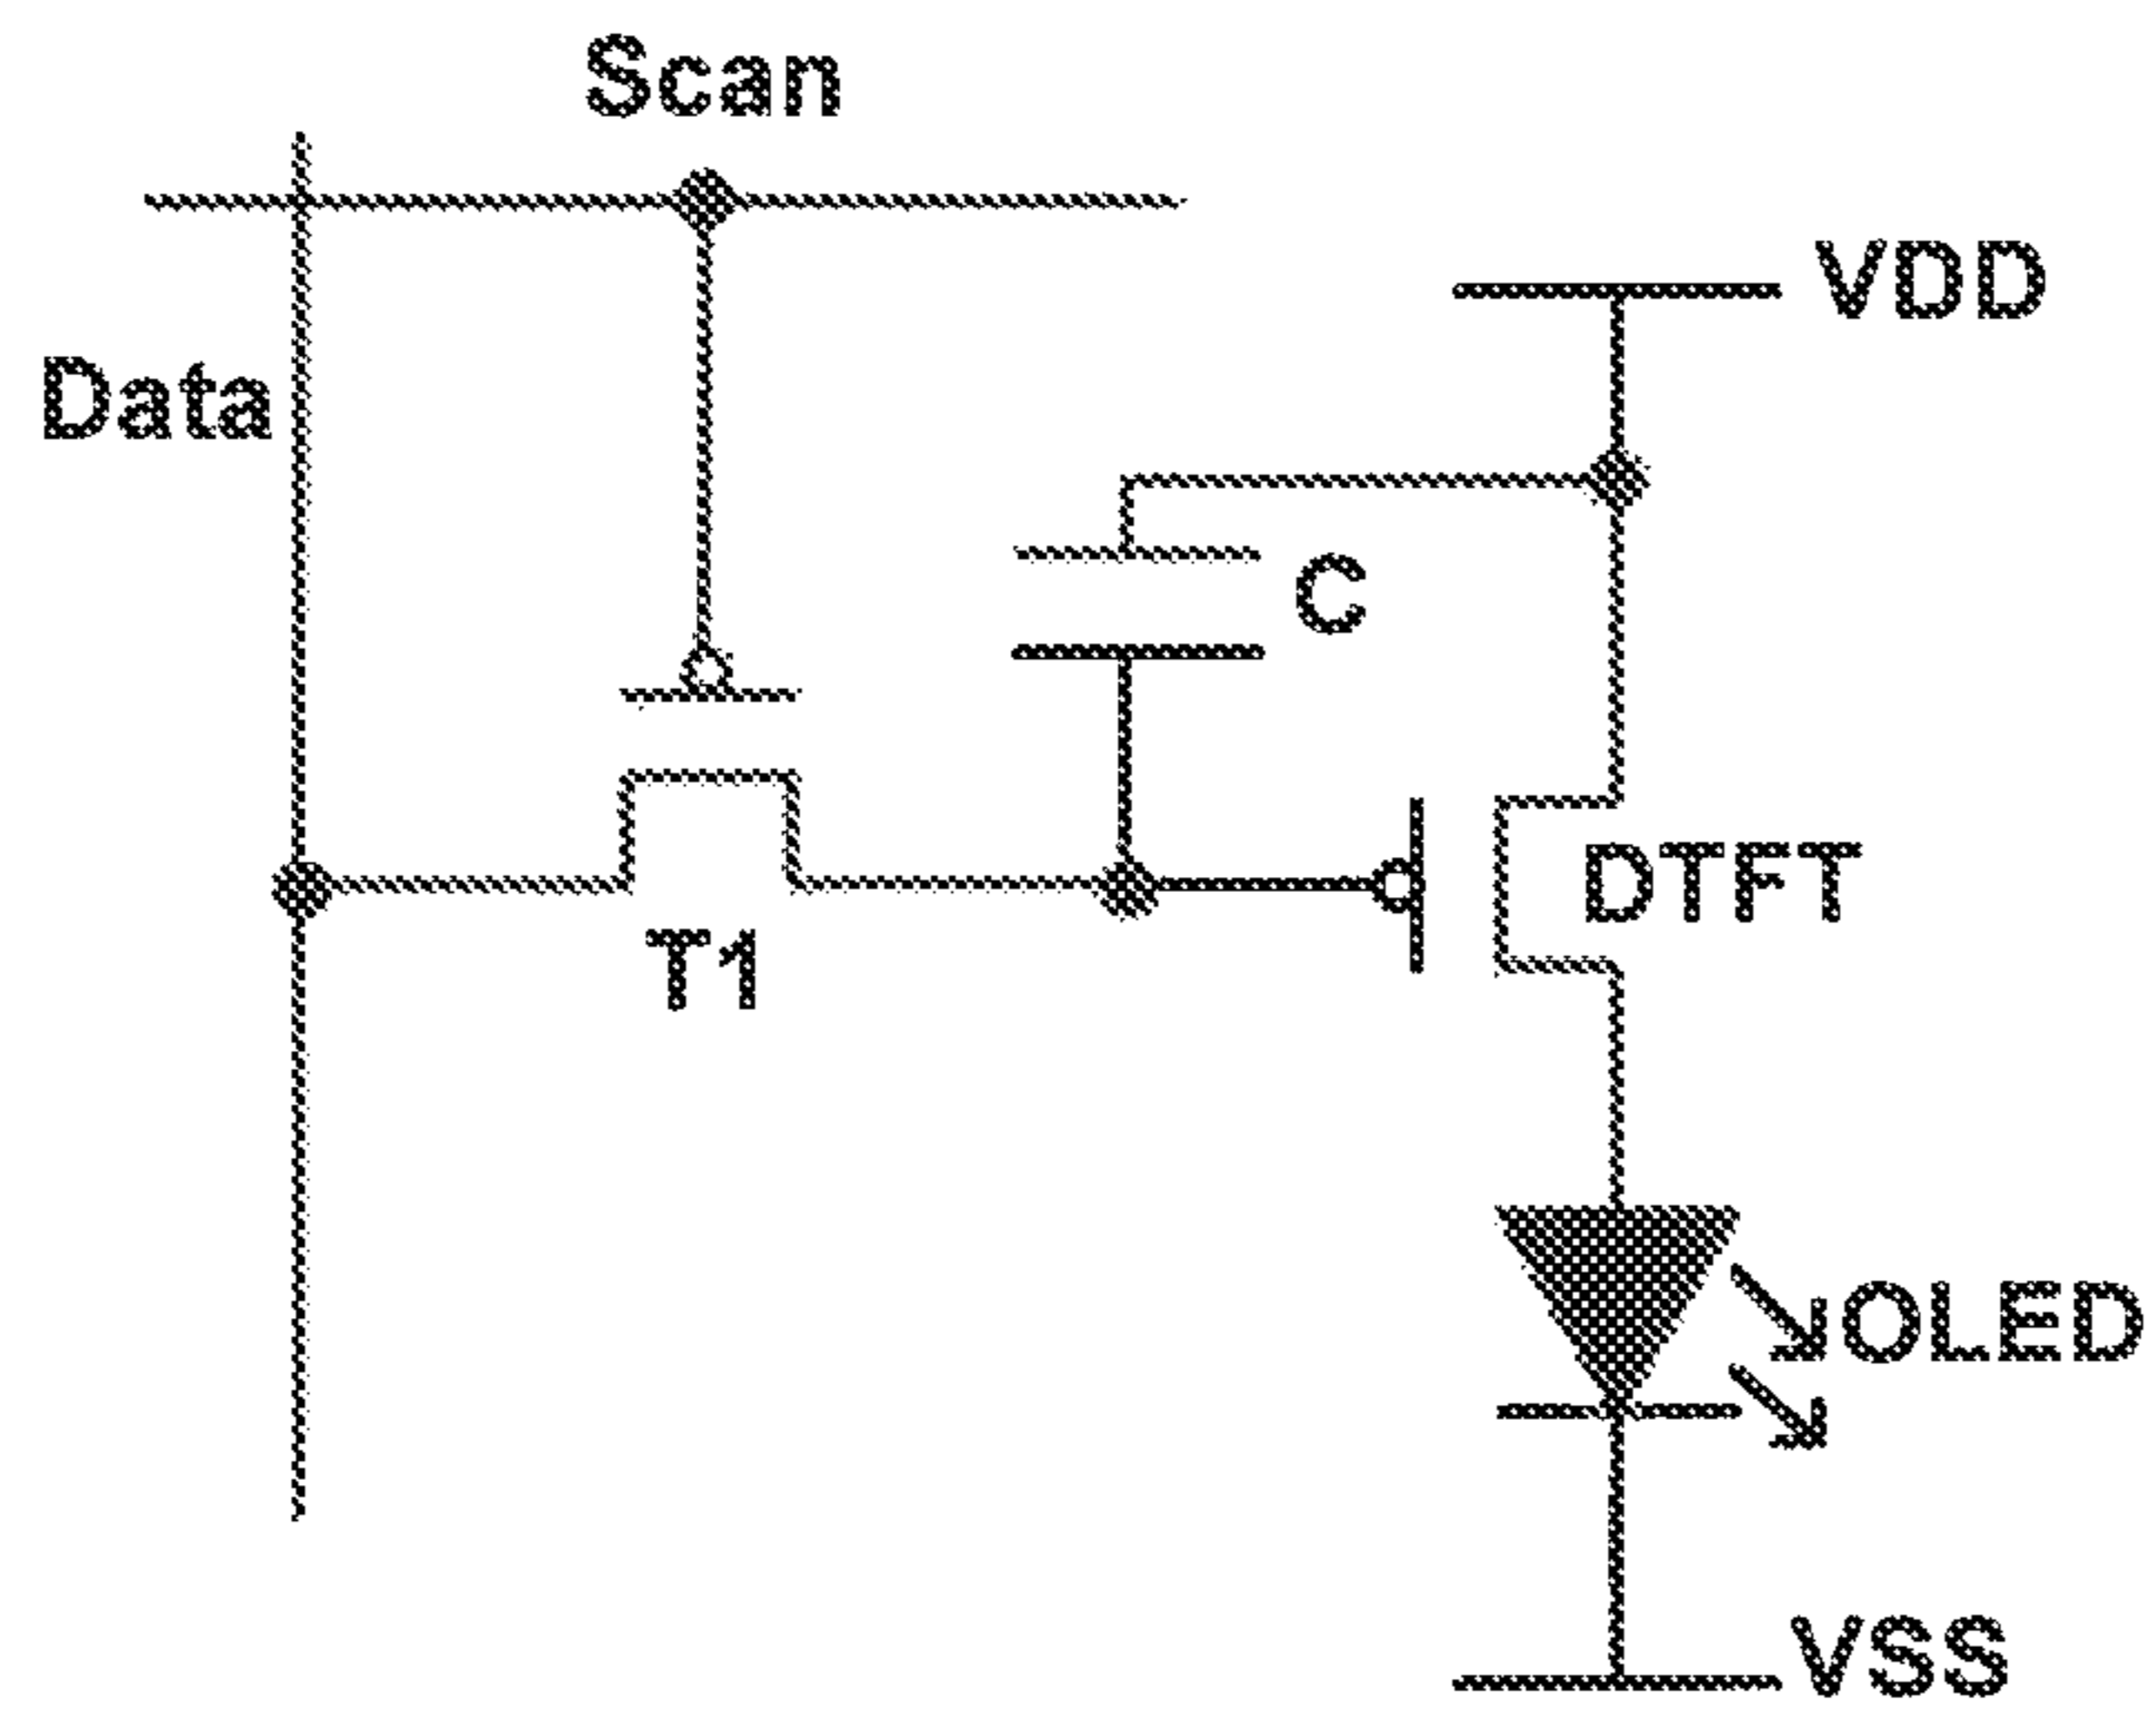 Scan
VDD
Data
C
DTFT
T1
OLED
VSS